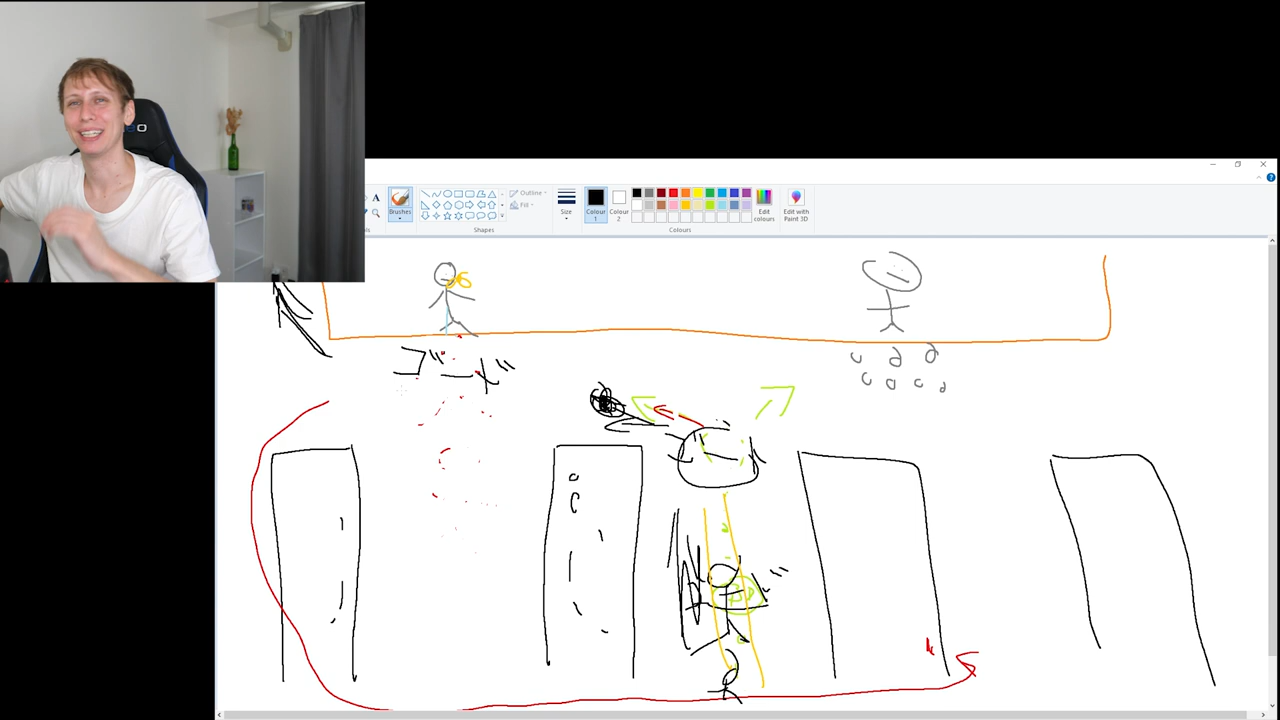 Outline
Fill
Brushes
Size
Colour
1
Colour
2
Edit
colours
Edit with
Paint 3D
Shapes
Colours